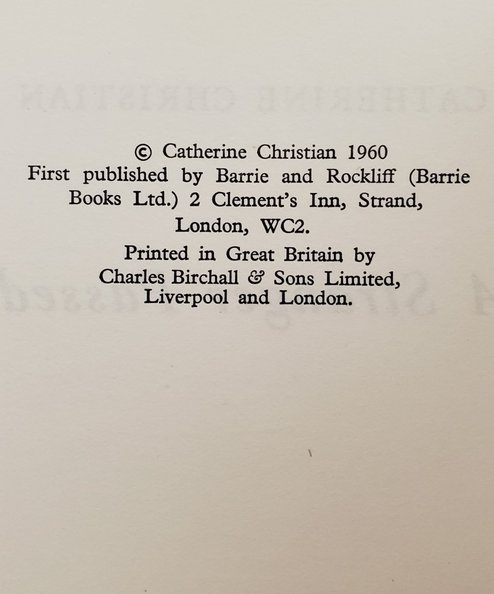 © Catherine Christian 1960
First published by Barrie and Rockliff (Barrie
Books Ltd.) 2 Clement's Inn, Strand,
London, WC2.
Printed in Great Britain by
Charles Birchall & Sons Limited,
Liverpool and London.